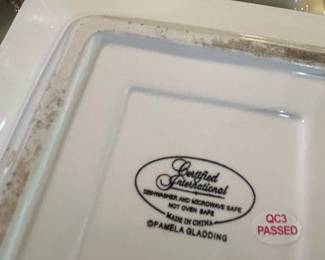 Certified
International
DISHWASHER AND MICROWAVE SAFE
NOT OVEN SAFE
MADE IN CHINA
©PAMELA GLADDING
QC3
PASSED